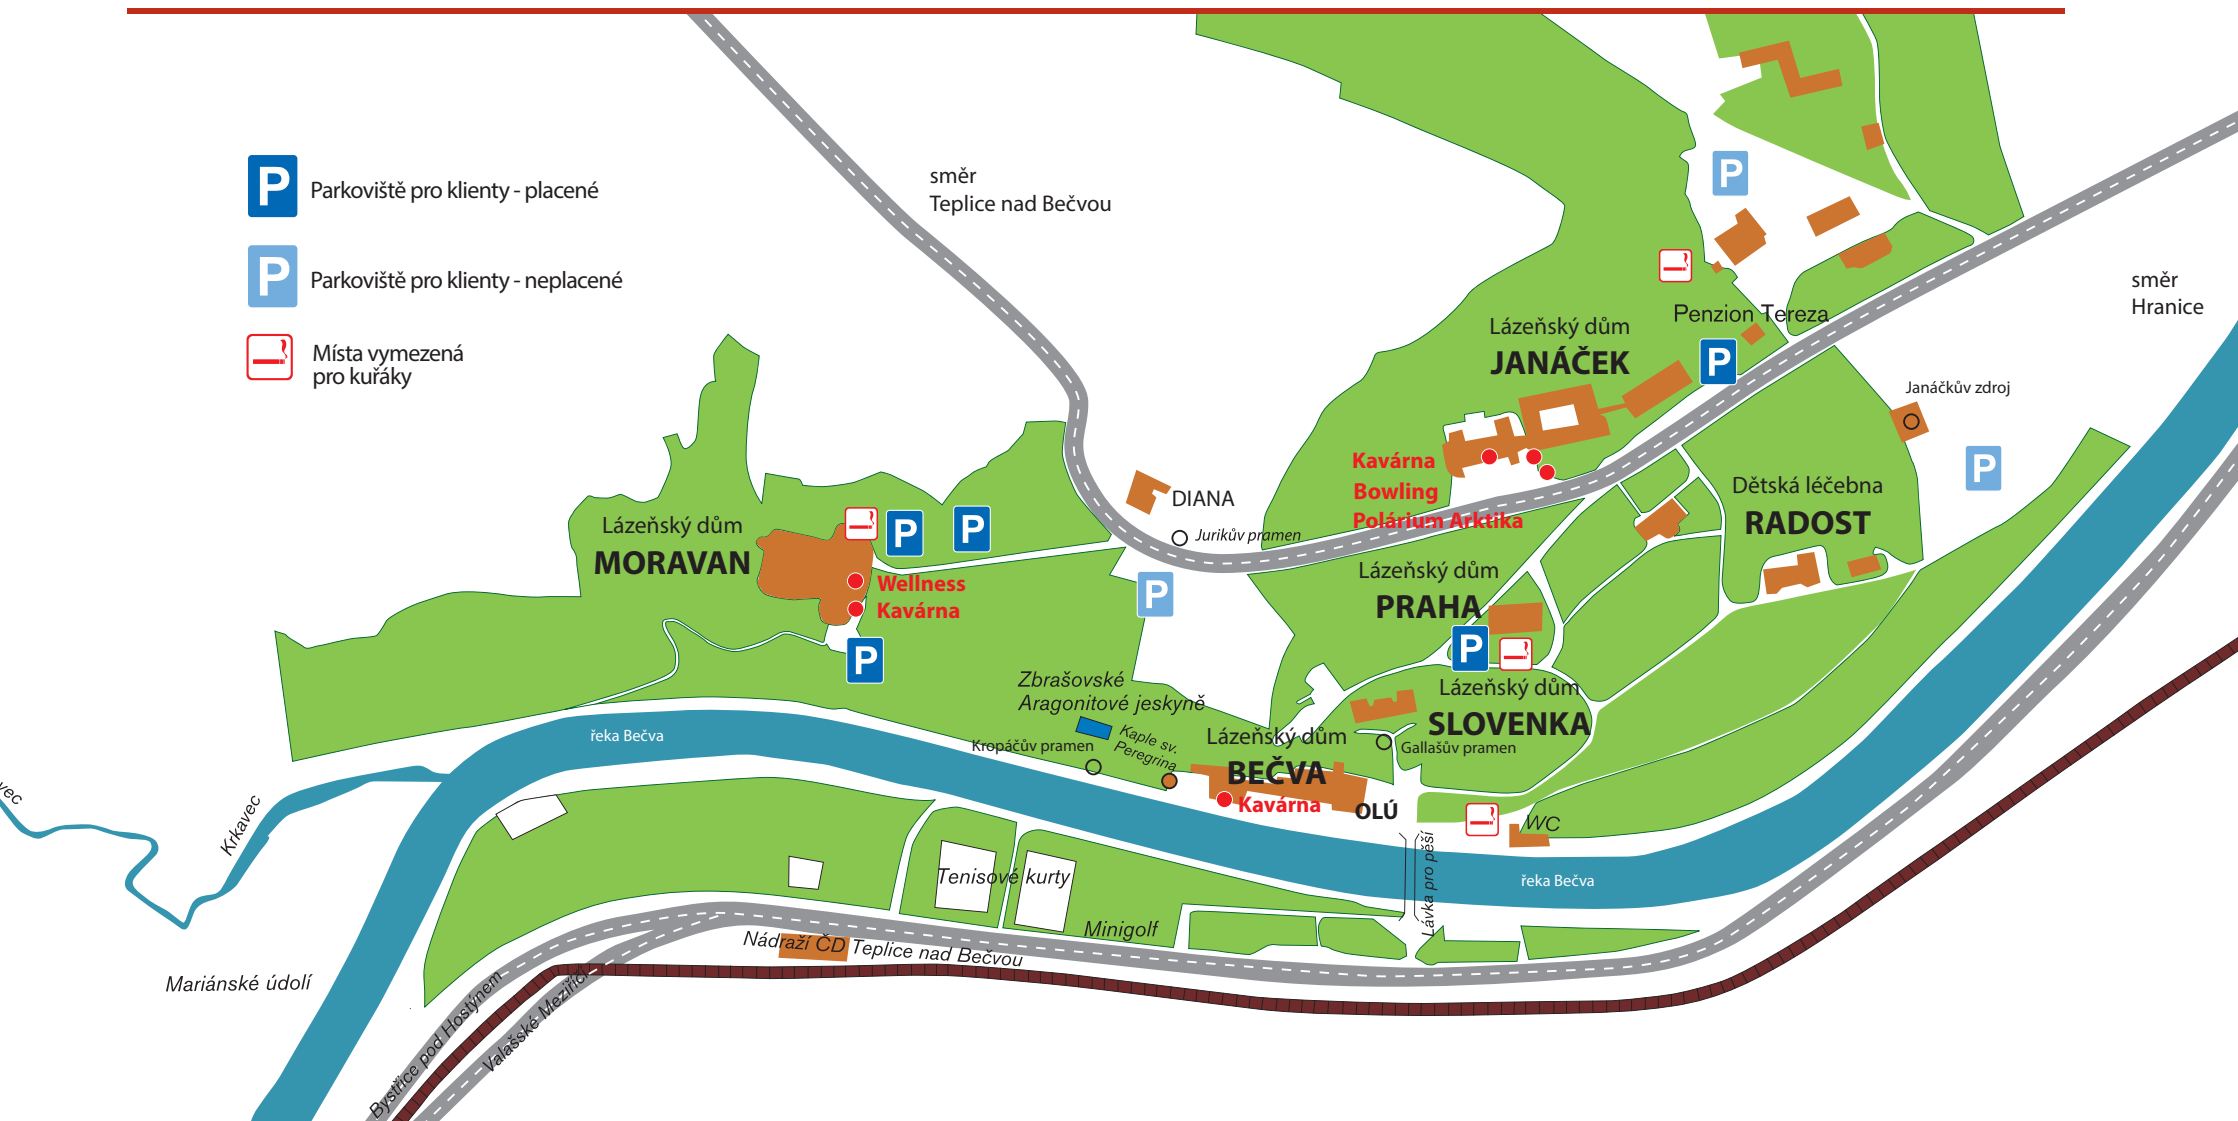 P Parkoviště pro klienty - placené
P Parkoviště pro klienty - neplacené
Místa vymezená
pro kuřáky
směr
Teplice nad Bečvou
P
směr
Hranice
Penzion Tereza
Lázeňský dům
JANÁČEK
P
Janáčkův zdroj
Kavárna
Bowling
Polárium Arktika
P
Dětská léčebna
RADOST
DIANA
Jurikův pramen
Lázeňský dům
MORAVAN
P
P
Wellness
Kavárna
P
P
Lázeňský dům
PRAHA
P
Zbrašovské
Aragonitové jeskyně
Kaple sv.
Peregrina
Kropáčův pramen
Lázeňský dům
SLOVENKA
Gallašův pramen
Lázeňský dům
BEČVA
Kavárna
OLÚ
WC
řeka Bečva
řeka Bečva
Lávka pro pěší
vec
Krkavec
Tenisové kurty
Minigolf
Nádraží ČD Teplice nad Bečvou
Mariánské údolí
Bystřice pod Hostýnem
Valašské Meziříčí